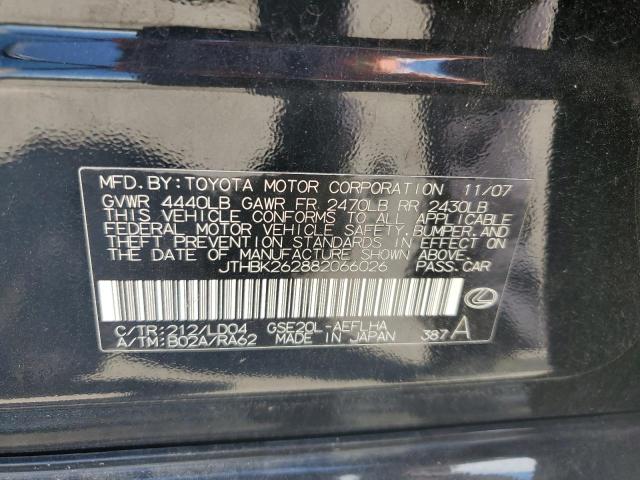 MFD. BY: TOYOTA MOTOR CORPORATION 11/07
GVWR 4440LB GAWR FR 2470LB RR 2430LB
THIS VEHICLE CONFORMS TO ALL APPLICABLE
FEDERAL MOTOR VEHICLE SAFETY, BUMPER, AND
THEFT PREVENTION STANDARDS IN EFFECT ON
THE DATE OF MANUFACTURE SHOWN ABOVE.
JTHBK262882066026 PASS. CAR
C/TR: 212/LD04 GSE20L-AEFLHA
A/TM: B02A/RA62 MADE IN JAPAN 387 A